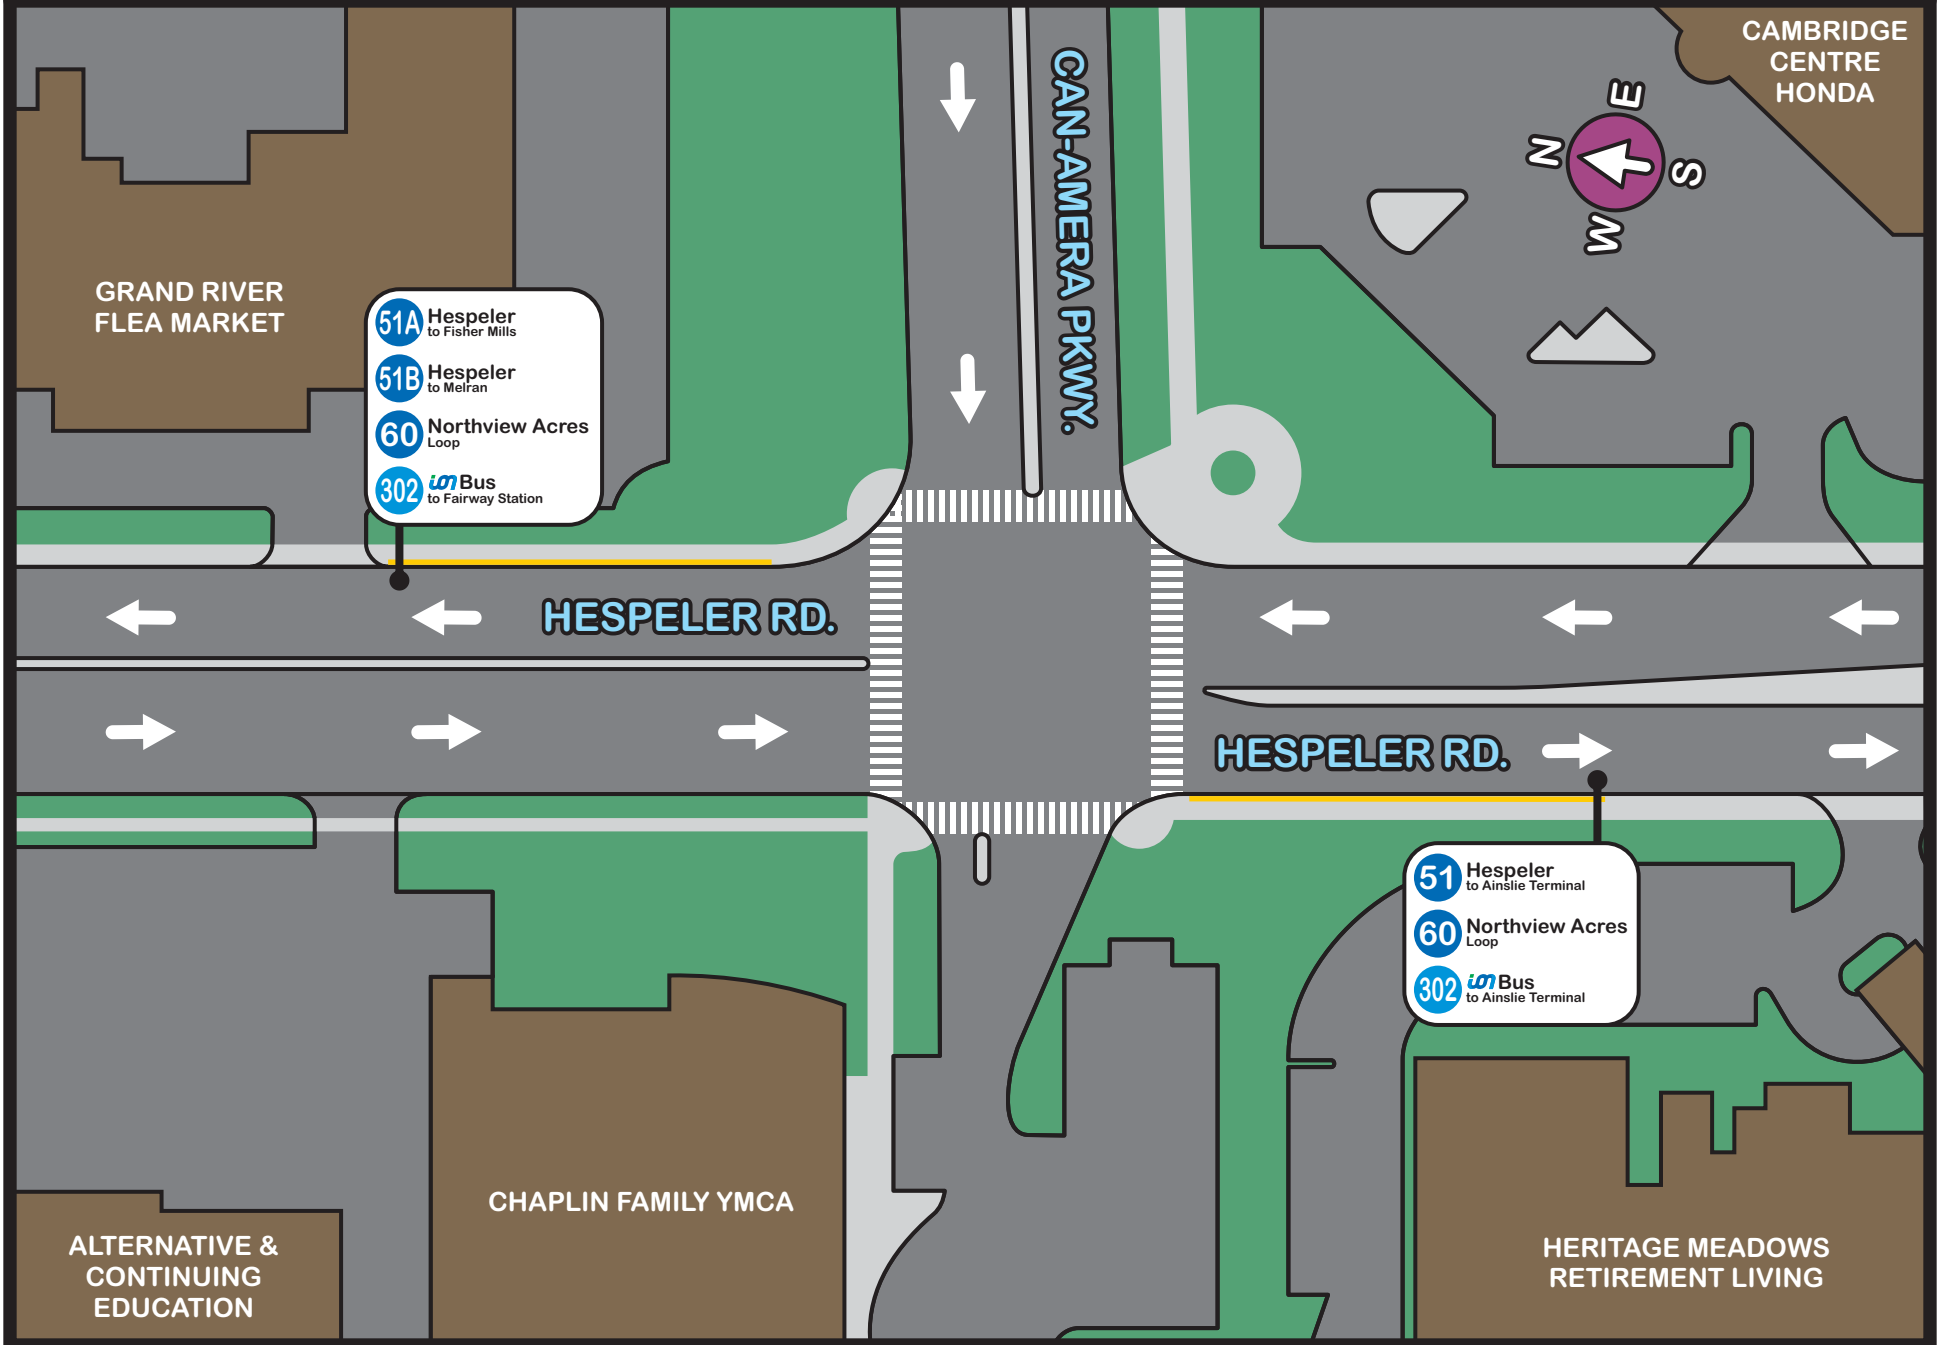 CAMBRIDGE
CENTRE
HONDA
CAN-AMERA PKWY.
N
E
S
W
GRAND RIVER
FLEA MARKET
51A Hespeler
to Fisher Mills
51B Hespeler
to Melran
60 Northview Acres
Loop
302 ion Bus
to Fairway Station
HESPELER RD.
HESPELER RD.
51 Hespeler
to Ainslie Terminal
60 Northview Acres
Loop
302 ion Bus
to Ainslie Terminal
CHAPLIN FAMILY YMCA
ALTERNATIVE &
CONTINUING
EDUCATION
HERITAGE MEADOWS
RETIREMENT LIVING